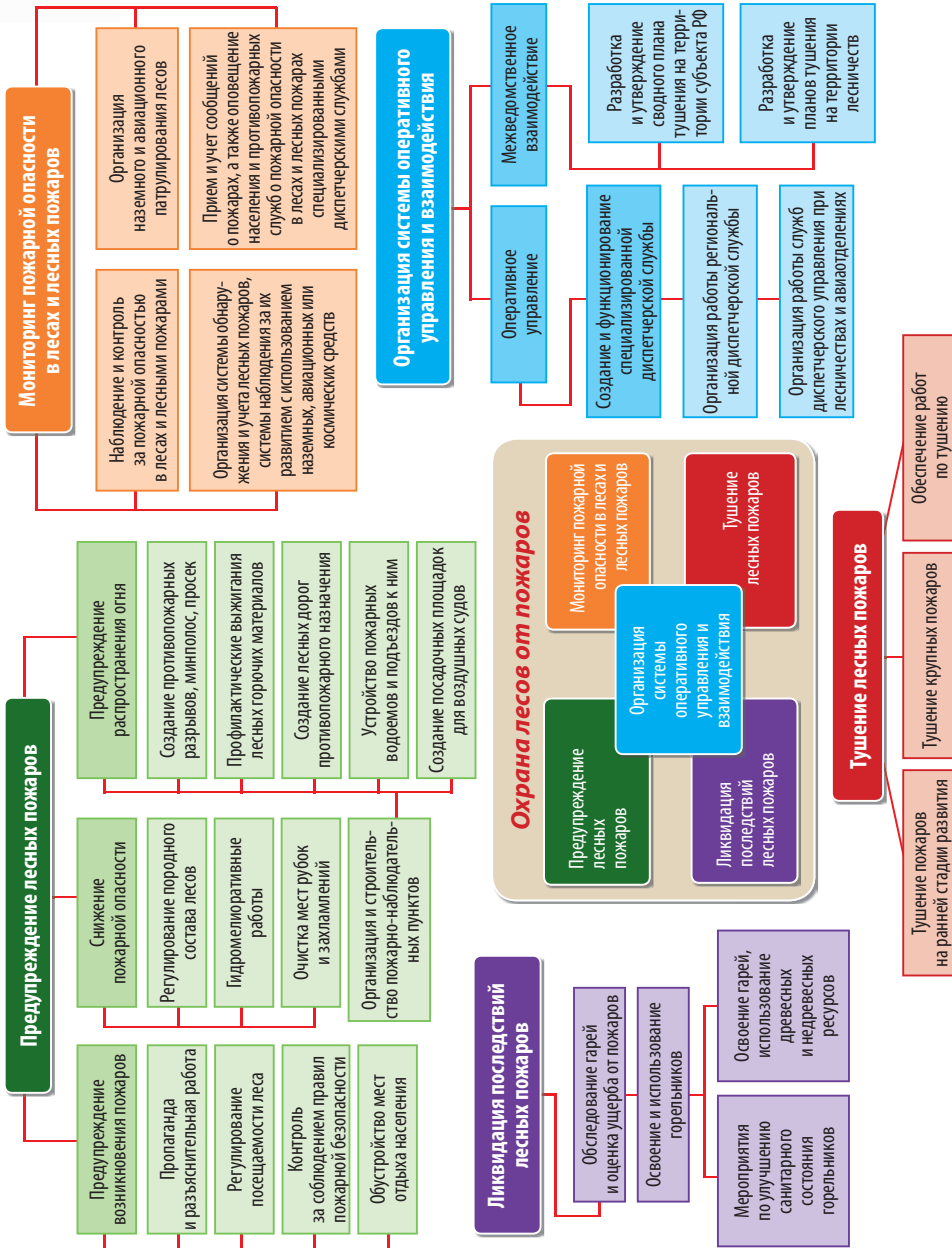 Предупреждение лесных пожаров
Предупреждение
возникновения пожаров
Пропаганда
и разъяснительная работа
Регулирование
посещаемости леса
Контроль
за соблюдением правил
пожарной безопасности
Обустройство мест
отдыха населения
Снижение
пожарной опасности
Регулирование породного
состава лесов
Гидромелиоративные
работы
Очистка мест рубок
и захламлений
Организация и строитель-
ство пожарно-наблюдатель-
ных пунктов
Предупреждение
распространения огня
Создание противопожарных
разрывов, минполос, просек
Профилактические выжигания
лесных горючих материалов
Создание лесных дорог
противопожарного назначения
Устройство пожарных
водоемов и подъездов к ним
Создание посадочных площадок
для воздушных судов
Мониторинг пожарной опасности
в лесах и лесных пожаров
Наблюдение и контроль
за пожарной опасностью
в лесах и лесными пожарами
Организация системы обнару-
жения и учета лесных пожаров,
системы наблюдения за их
развитием с использованием
наземных, авиационных или
космических средств
Организация
наземного и авиационного
патрулирования лесов
Прием и учет сообщений
о пожарах, а также оповещение
населения и противопожарных
служб о пожарной опасности
в лесах и лесных пожарах
специализированными
диспетчерскими службами
Ликвидация последствий
лесных пожаров
Обследование гарей
и оценка ущерба от пожаров
Освоение и использование
горельников
Мероприятия
по улучшению
санитарного
состояния
горельников
Освоение гарей,
использование
древесных
и недревесных
ресурсов
Охрана лесов от пожаров
Предупреждение
лесных
пожаров
Мониторинг пожарной
опасности в лесах и
лесных пожаров
Организация
системы
оперативного
управления и
взаимодействия
Ликвидация
последствий
лесных пожаров
Тушение
лесных пожаров
Организация системы оперативного
управления и взаимодействия
Оперативное
управление
Создание и функционирование
специализированной
диспетчерской службы
Организация работы региональ-
ной диспетчерской службы
Организация работы служб
диспетчерского управления при
лесничествах и авиаотделениях
Межведомственное
взаимодействие
Разработка
и утверждение
сводного плана
тушения на терри-
тории субъекта РФ
Разработка
и утверждение
планов тушения
на территории
лесничеств
Тушение лесных пожаров
Тушение пожаров
на ранней стадии развития
Тушение крупных пожаров
Обеспечение работ
по тушению